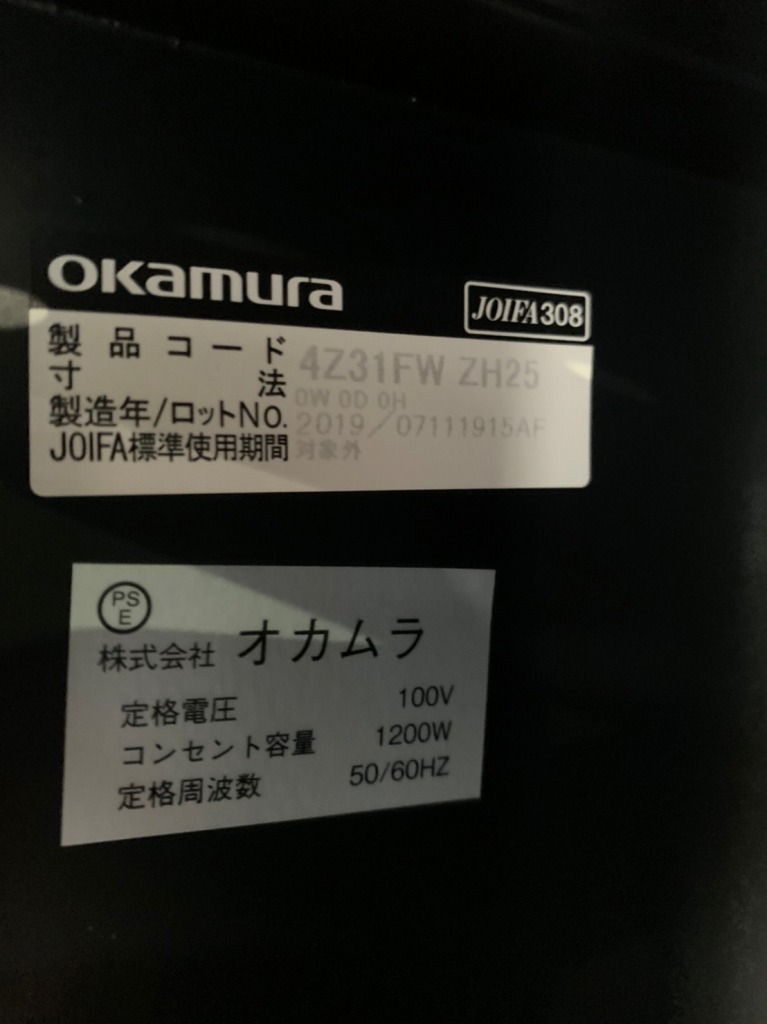 okamura
JOIFA308
製品コード 4Z31FW ZH25
寸法 0W 0D 0H
製造年/ロットNO. 2019/07111915AF
JOIFA標準使用期間 対象外
PS
E
株式会社 オカムラ
定格電圧 100V
コンセント容量 1200W
定格周波数 50/60HZ